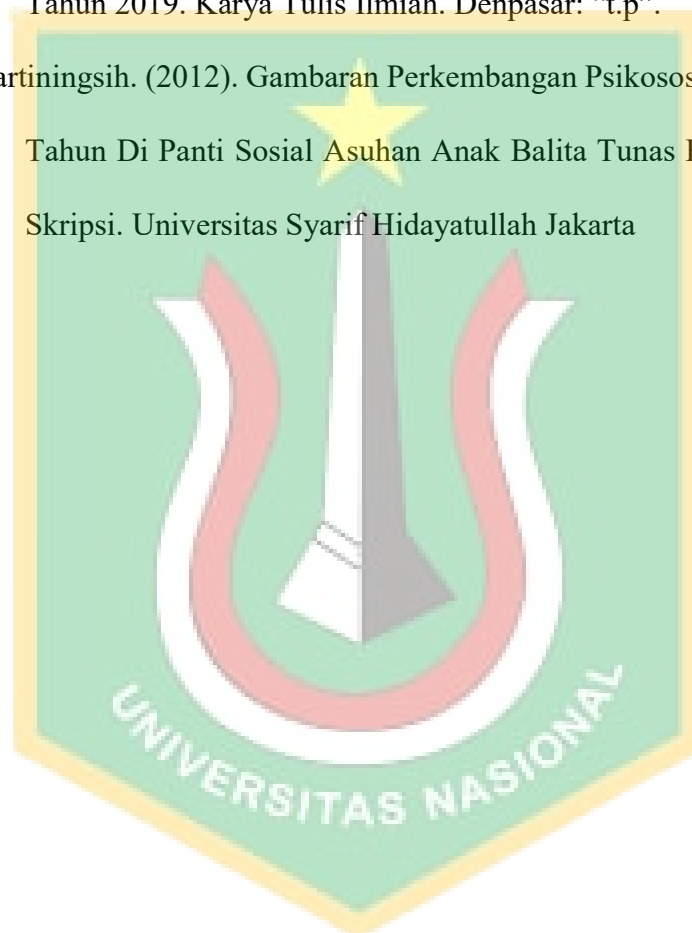 Tahun 2019. Karya Tulis Ilmiah. Denpasar: "t.p".
artiningsih. (2012). Gambaran Perkembangan Psikosos
Tahun Di Panti Sosial Asuhan Anak Balita Tunas
Skripsi. Universitas Syarif Hidayatullah Jakarta
UNIVERSITAS NASIONAL